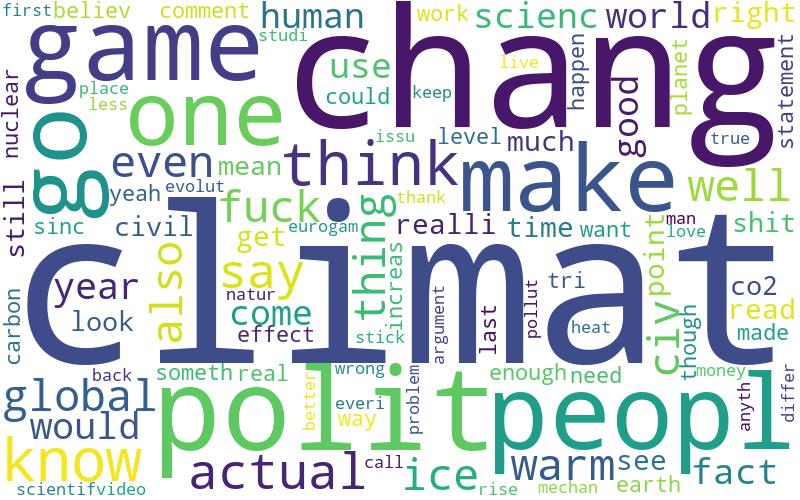 first believ comment human work scienc world right
game studi chang
use live happen planet statement
place could keep good
nuclear less one issu level much true
go even mean think make well
yeah evolut thank
still sinc civil fuck eurogam realli time want man love shit
get thing point
also say increas tri co2
year natur argument last pollut civ read
carbon look come effect stick heat though made
climat
back someth real wrong enough need money
global polit everi problem peopl anyth differ
would better way
know actual call ice warm see fact
scientif video rise mechan earth